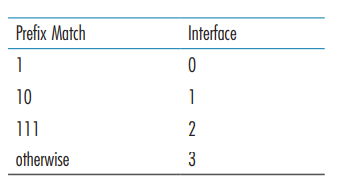 Prefix Match Interface
1 0
10 1
111 2
otherwise 3